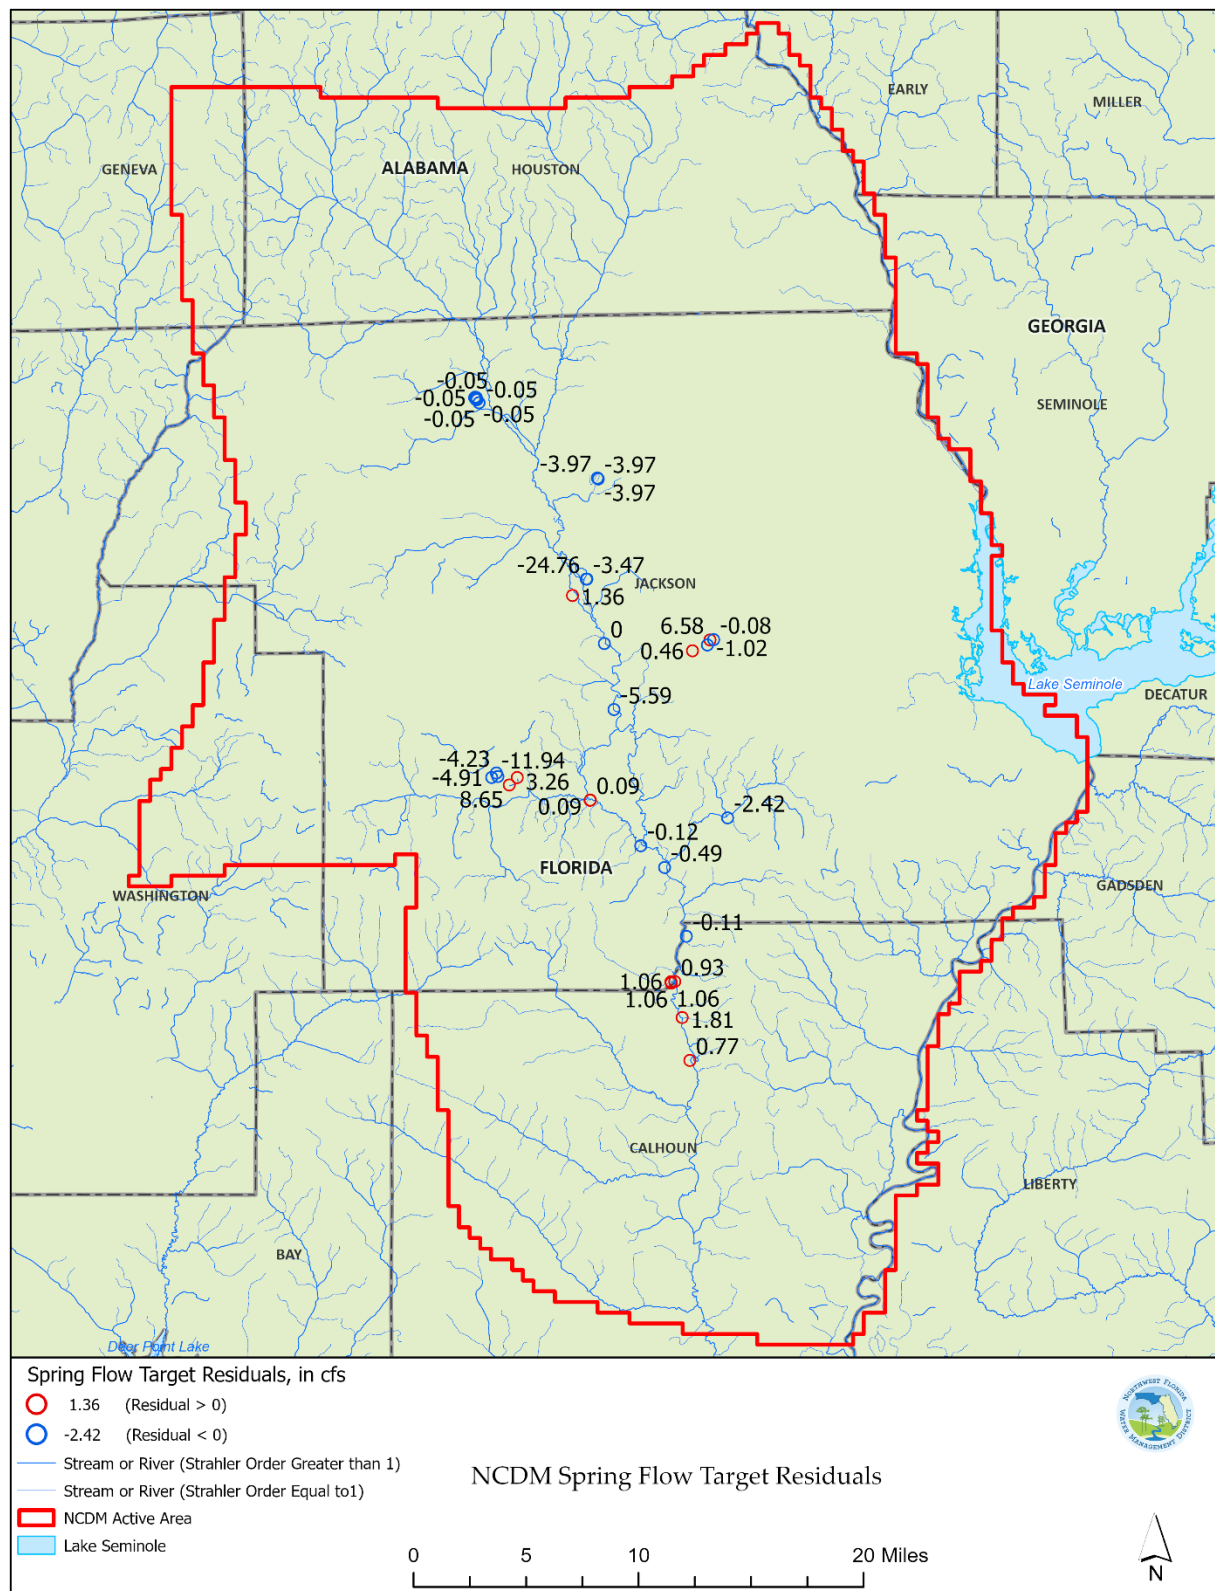 EARLY
MILLER
GENEVA
ALABAMA
HOUSTON
GEORGIA
SEMINOLE
-0.05
-0.05
-0.05
-0.05
-0.05
-3.97
-3.97
-3.97
-24.76
-3.47
JACKSON
1.36
0
6.58
-0.08
0.46
-1.02
Lake Seminole
DECATUR
-5.59
-4.23
-11.94
-4.91
3.26
8.65
0.09
0.09
-2.42
-0.12
-0.49
FLORIDA
WASHINGTON
GADSDEN
-0.11
0.93
1.06
1.06
1.06
1.81
0.77
CALHOUN
LIBERTY
BAY
Deer Point Lake
Spring Flow Target Residuals, in cfs
1.36 (Residual > 0)
-2.42 (Residual < 0)
Stream or River (Strahler Order Greater than 1)
Stream or River (Strahler Order Equal to1)
NCDM Active Area
Lake Seminole
NCDM Spring Flow Target Residuals
NORTHWEST FLORIDA
WATER MANAGEMENT DISTRICT
0 5 10 20 Miles
N